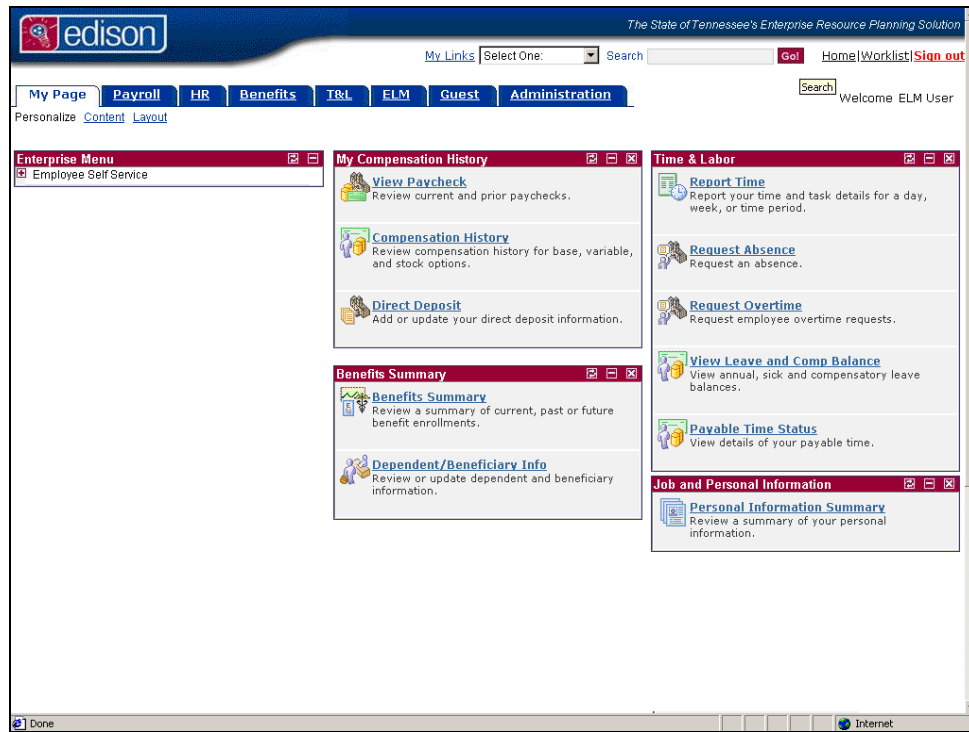 edison
The State of Tennessee's Enterprise Resource Planning Solution
My Links Select One: Search Go! Home|Worklist|Sign out
My Page Payroll HR Benefits T&L ELM Guest Administration
Search
Welcome ELM User
Personalize Content Layout
Enterprise Menu
Employee Self Service
My Compensation History
View Paycheck
Review current and prior paychecks.
Compensation History
Review compensation history for base, variable,
and stock options.
Direct Deposit
Add or update your direct deposit information.
Benefits Summary
Benefits Summary
Review a summary of current, past or future
benefit enrollments.
Dependent/Beneficiary Info
Review or update dependent and beneficiary
information.
Time & Labor
Report Time
Report your time and task details for a day,
week, or time period.
Request Absence
Request an absence.
Request Overtime
Request employee overtime requests.
View Leave and Comp Balance
View annual, sick and compensatory leave
balances.
Payable Time Status
View details of your payable time.
Job and Personal Information
Personal Information Summary
Review a summary of your personal
information.
Done
Internet